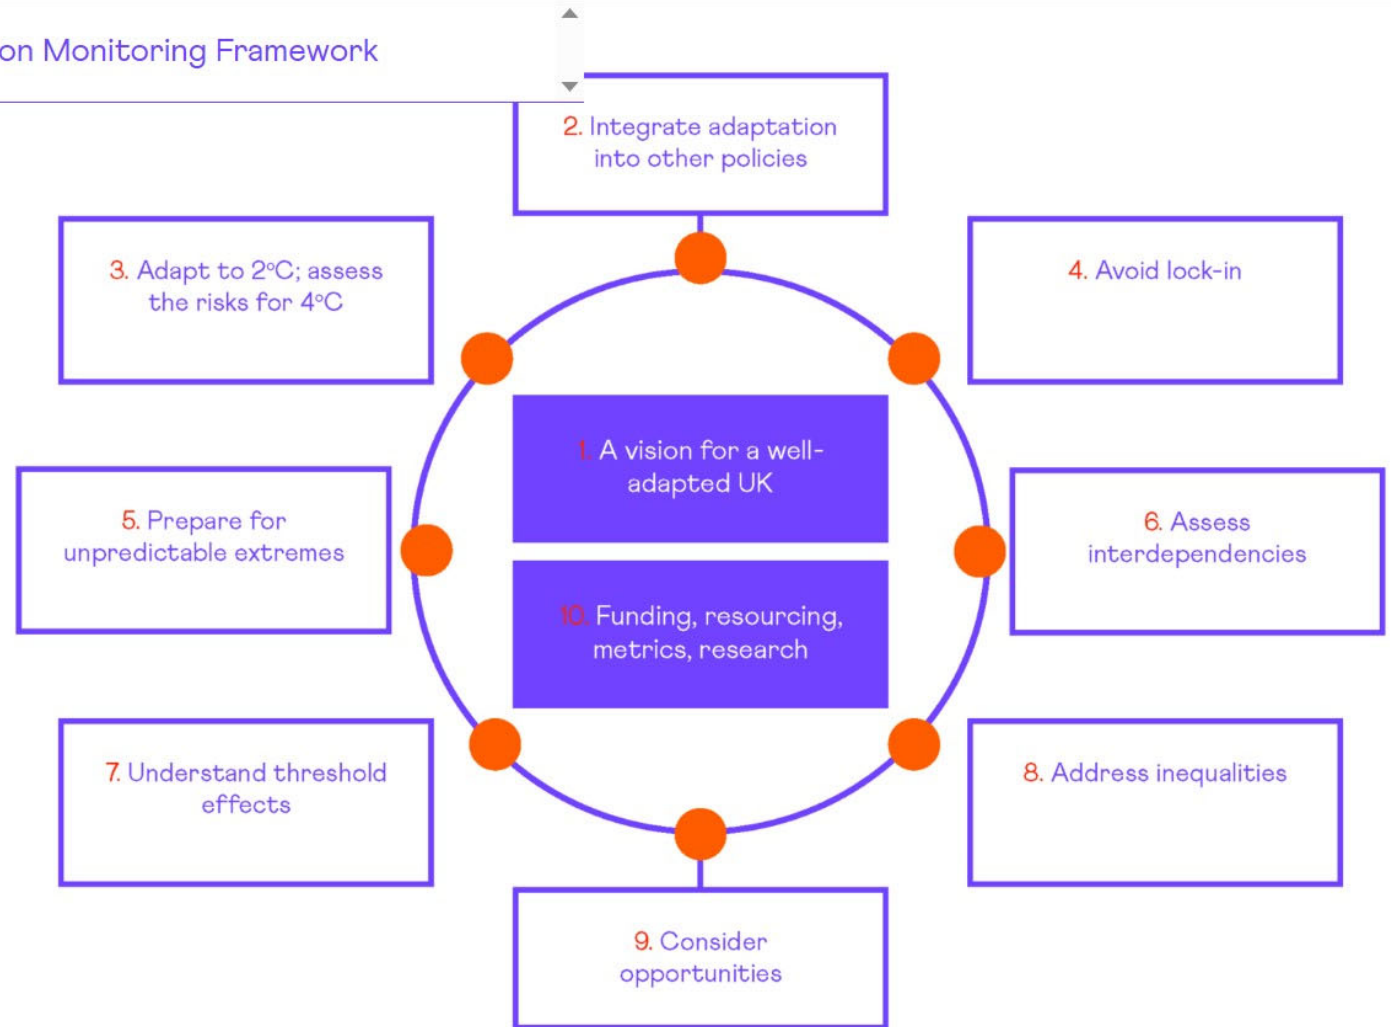 on Monitoring Framework
2. Integrate adaptation
into other policies
3. Adapt to 2°C; assess
the risks for 4°C
4. Avoid lock-in
1. A vision for a well-
adapted UK
5. Prepare for
unpredictable extremes
6. Assess
interdependencies
10. Funding, resourcing,
metrics, research
7. Understand threshold
effects
8. Address inequalities
9. Consider
opportunities